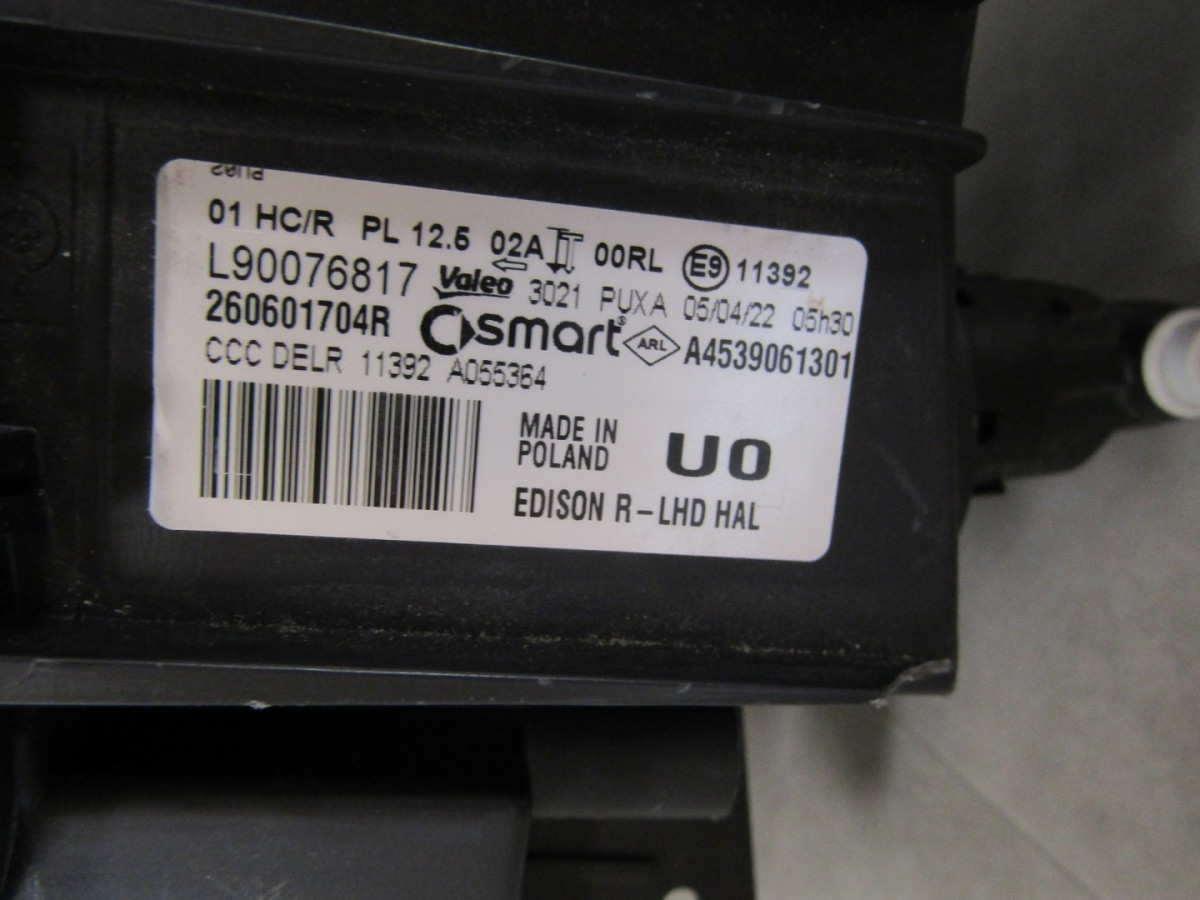 PU02
01 HC/R PL 12.5 02A 00RL E9 11392
L90076817 Valeo 3021 PUXA 05/04/22 05h30
260601704R smart® ARL A4539061301
CCC DELR 11392 A055364
MADE IN
POLAND
U0
EDISON R-LHD HAL